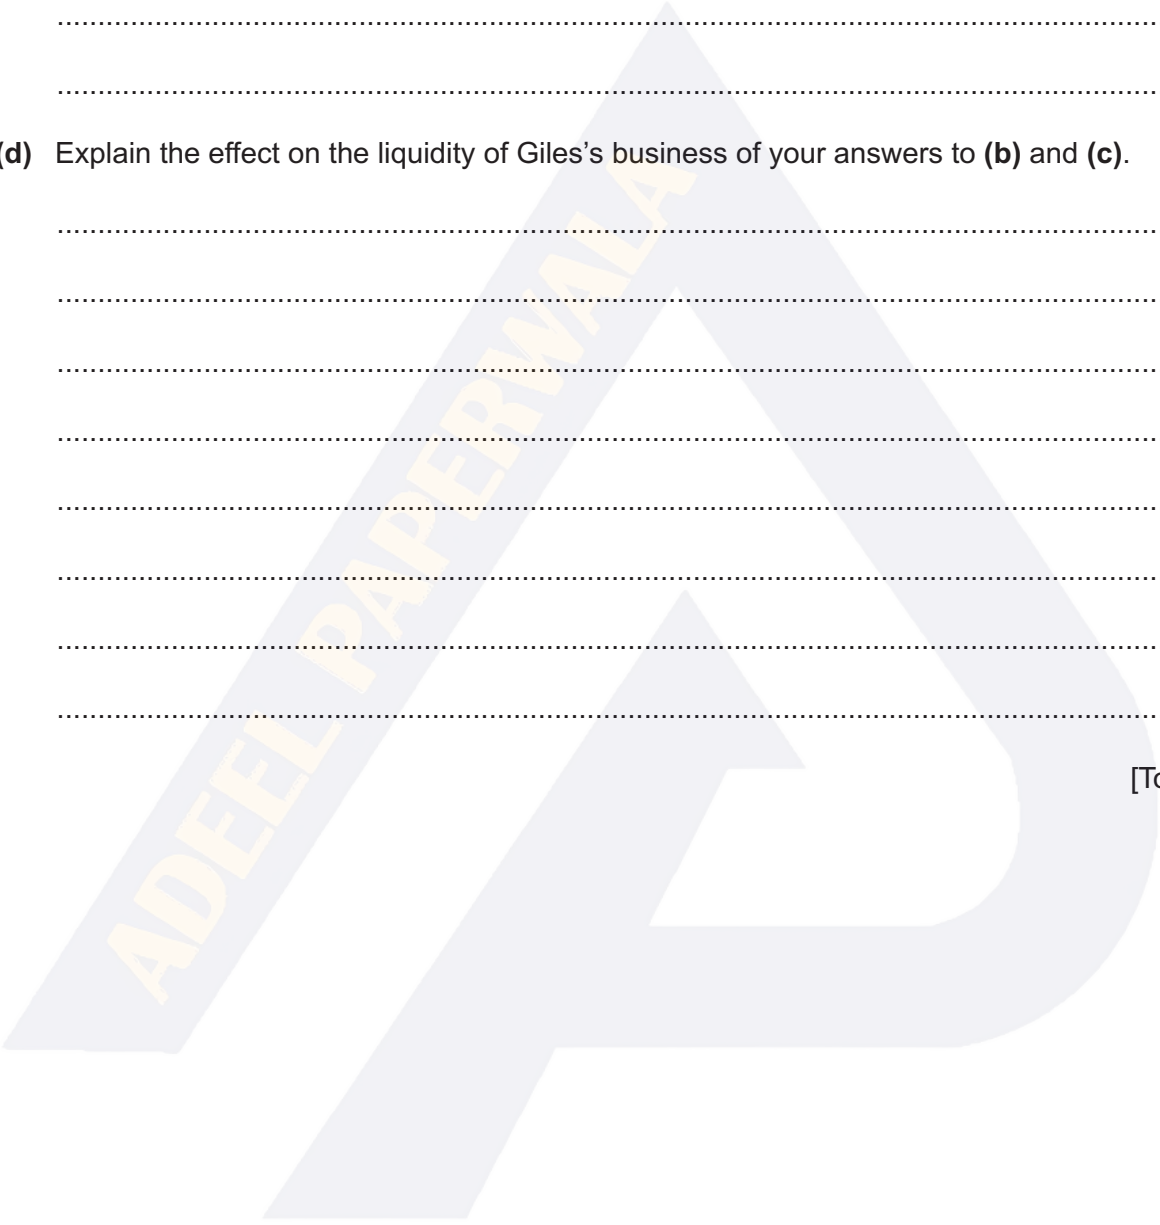 (d) Explain the effect on the liquidity of Giles's business of your answers to (b) and (c).
ADEEL PAPERWALA
[To